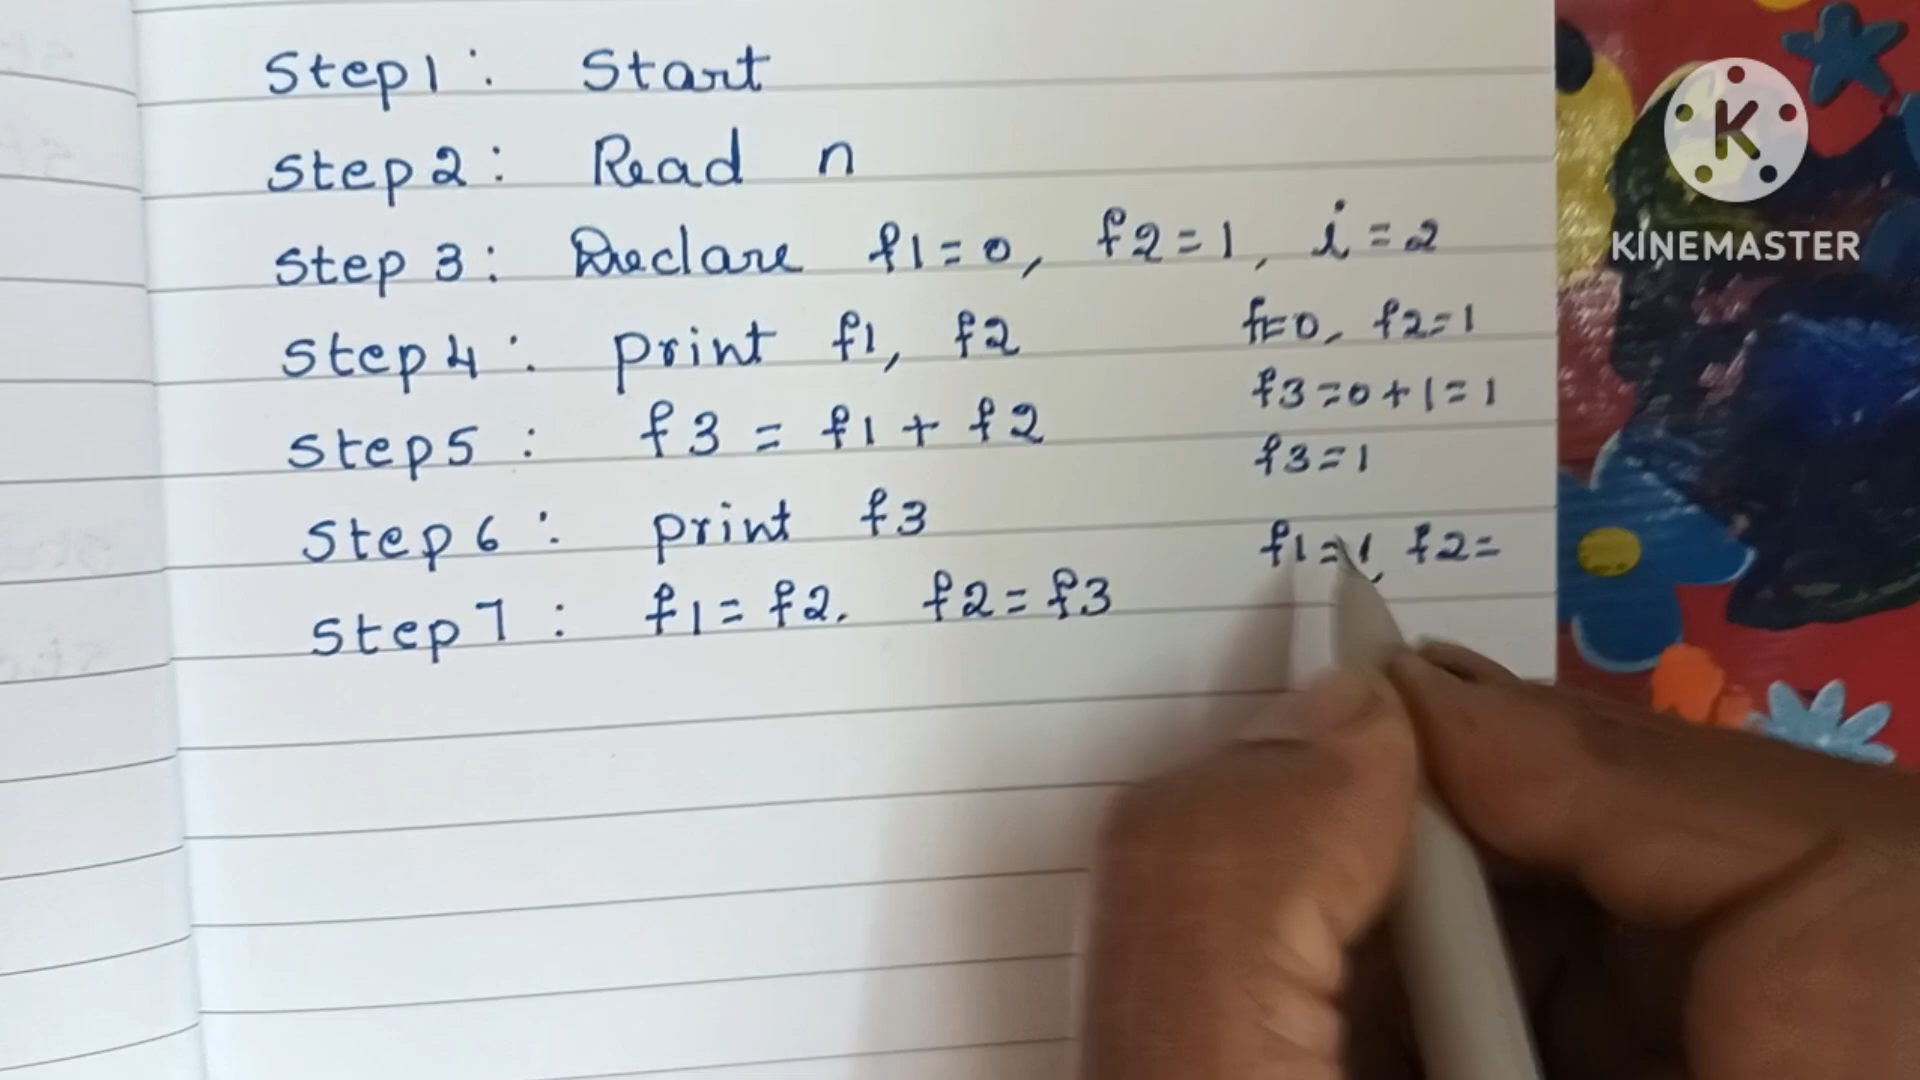 Step1: Start
Step2: Read n
Step 3: Declare f1=0, f2=1, i=2
Step4: print f1, f2
Step5: f3 = f1 + f2
Step6: print f3
Step7: f1 = f2. f2 = f3
f1=0, f2=1
f3=0+1=1
f3=1
f1=1, f2=
K
KINEMASTER